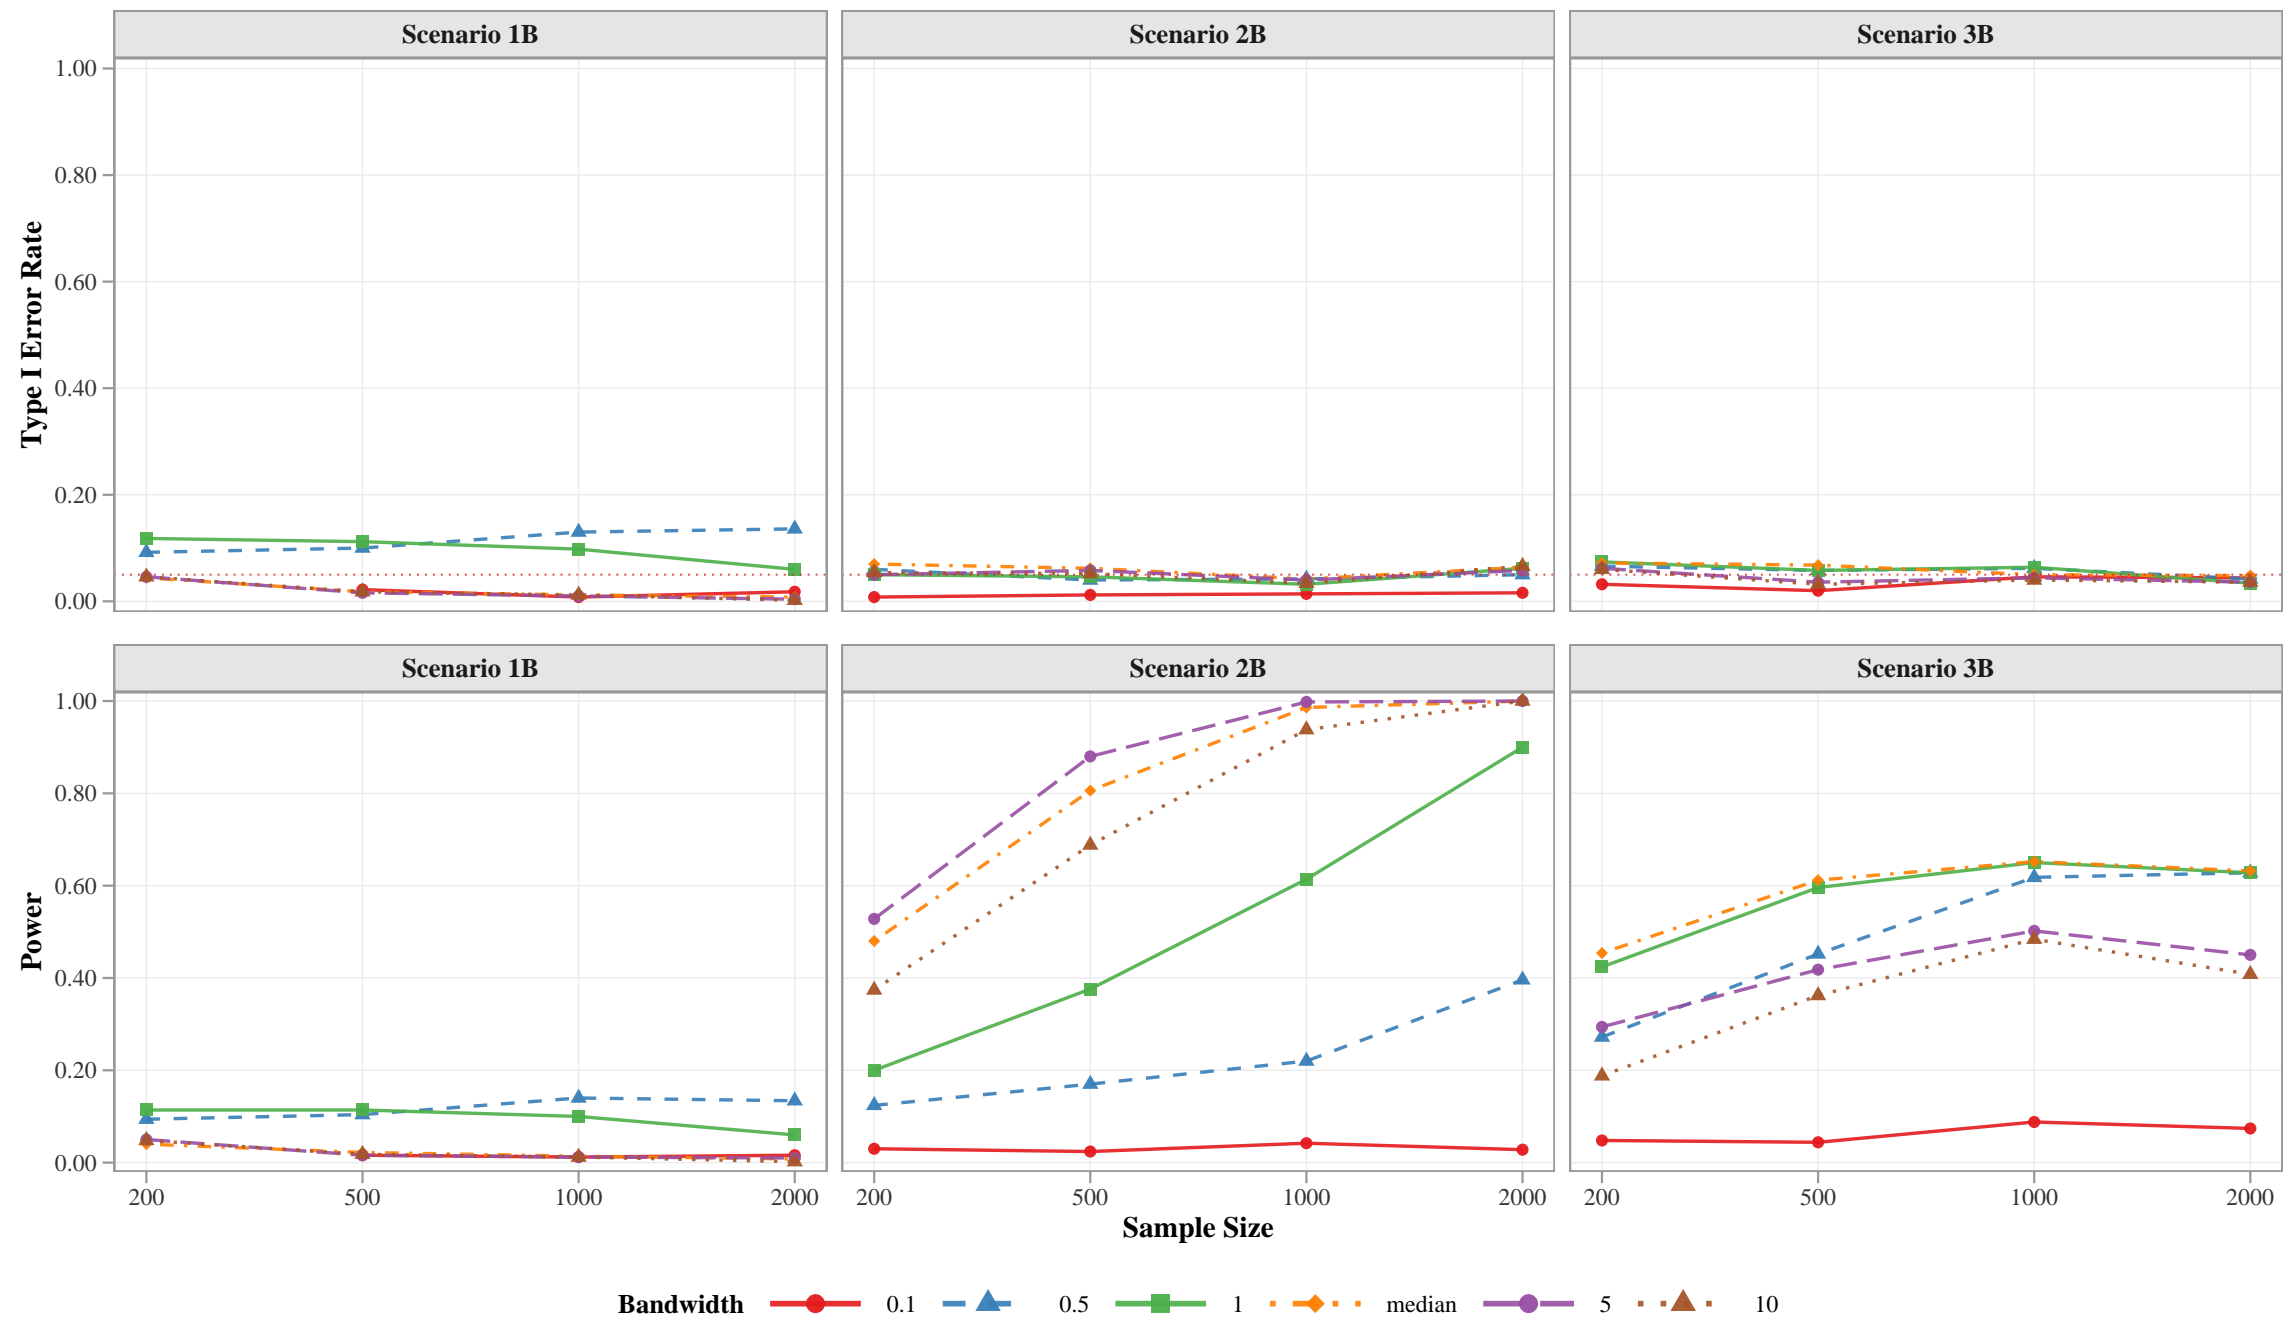 Scenario 1B Scenario 2B Scenario 3B
1.00
0.80
0.60
0.40
0.20
0.00
Type I Error Rate
Scenario 1B Scenario 2B Scenario 3B
1.00
0.80
0.60
0.40
0.20
0.00
Power
200 500 1000 2000 200 500 1000 2000 200 500 1000 2000
Sample Size
Bandwidth 0.1 0.5 1 median 5 10